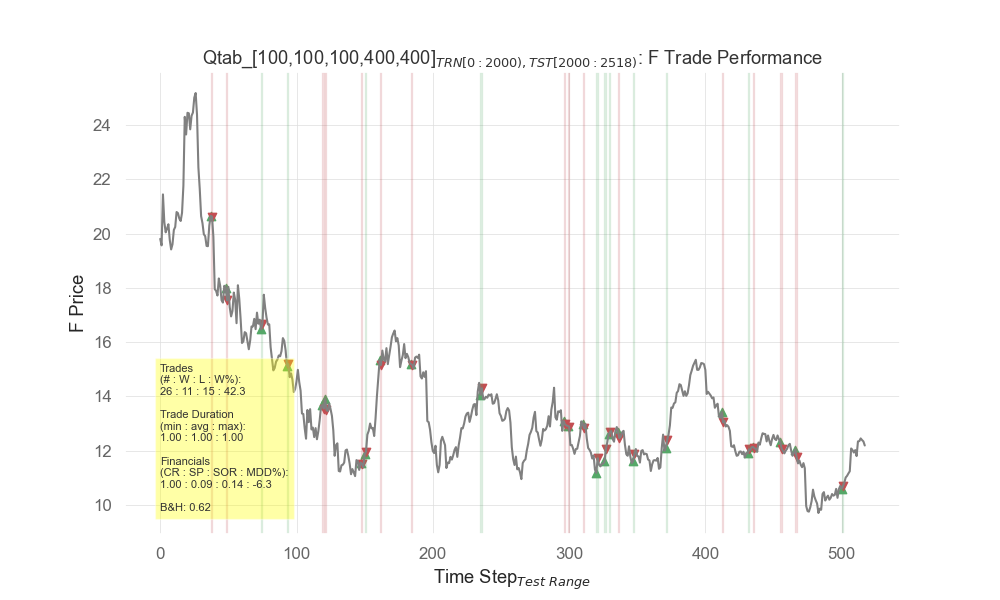 Qtab_[100,100,100,400,400]TRN[0:2000),TST[2000:2518): F Trade Performance
F Price
24
22
20
18
16
14
12
10
Trades
(# : W : L : W%):
26 : 11 : 15 : 42.3
Trade Duration
(min : avg : max):
1.00 : 1.00 : 1.00
Financials
(CR : SP : SOR : MDD%):
1.00 : 0.09 : 0.14 : -6.3
B&H: 0.62
0 100 200 300 400 500
Time StepTest Range